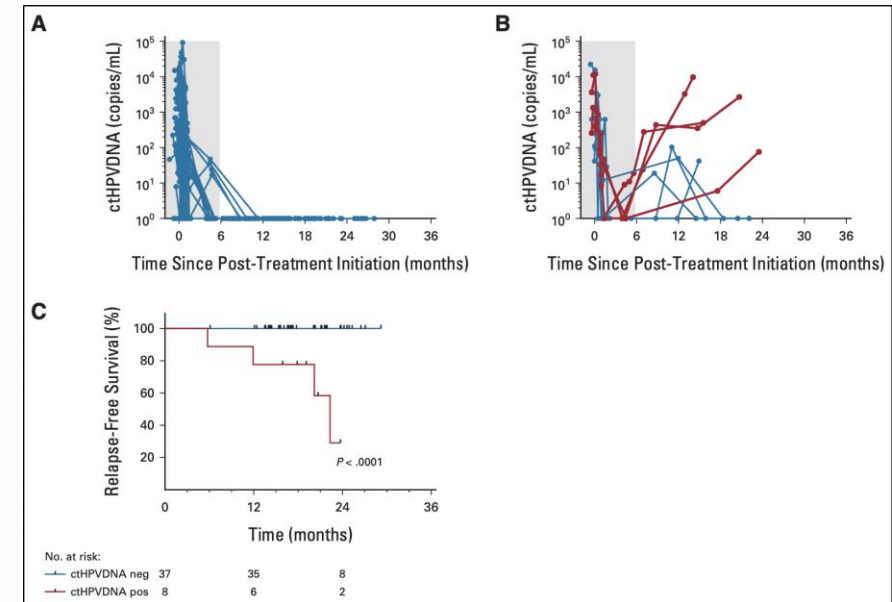 A
ctHPVDNA (copies/mL)
10⁵
10⁴
10³
10²
10¹
10⁰
0 6 12 18 24 30 36
Time Since Post-Treatment Initiation (months)
B
ctHPVDNA (copies/mL)
10⁵
10⁴
10³
10²
10¹
10⁰
0 6 12 18 24 30 36
Time Since Post-Treatment Initiation (months)
C
Relapse-Free Survival (%)
100
80
60
40
20
P < .0001
0 12 24 36
Time (months)
No. at risk:
ctHPVDNA neg 37 35 8
ctHPVDNA pos 8 6 2